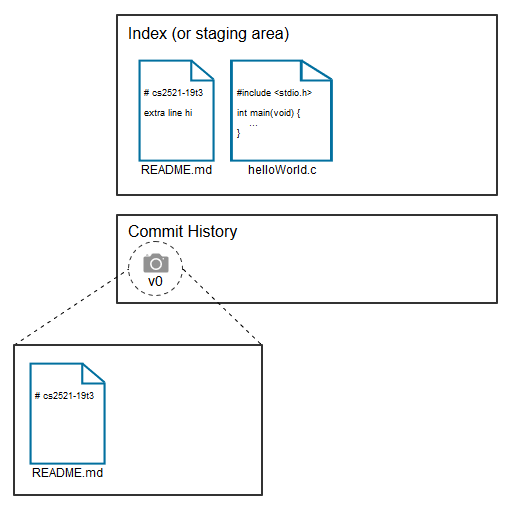 Index (or staging area)
# cs2521-19t3
extra line hi
README.md
#include <stdio.h>
int main(void) {
...
}
helloWorld.c
Commit History
v0
# cs2521-19t3
README.md